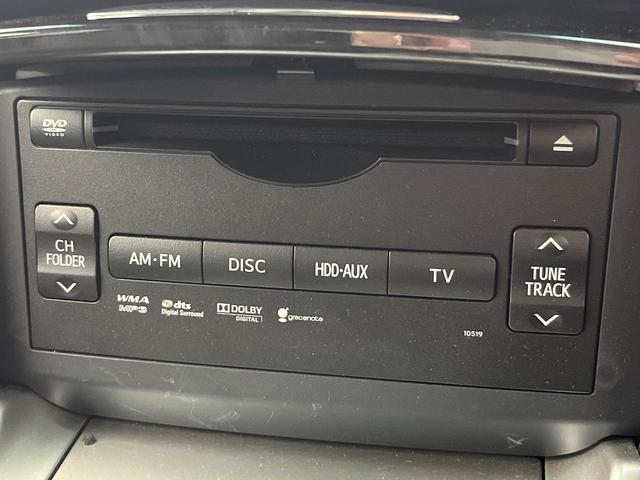 DVD
VIDEO
CH
FOLDER
AM·FM
DISC
HDD·AUX
TV
TUNE
TRACK
WMA
MP3
dts
Digital Surround
DOLBY
DIGITAL
gracenote
10519